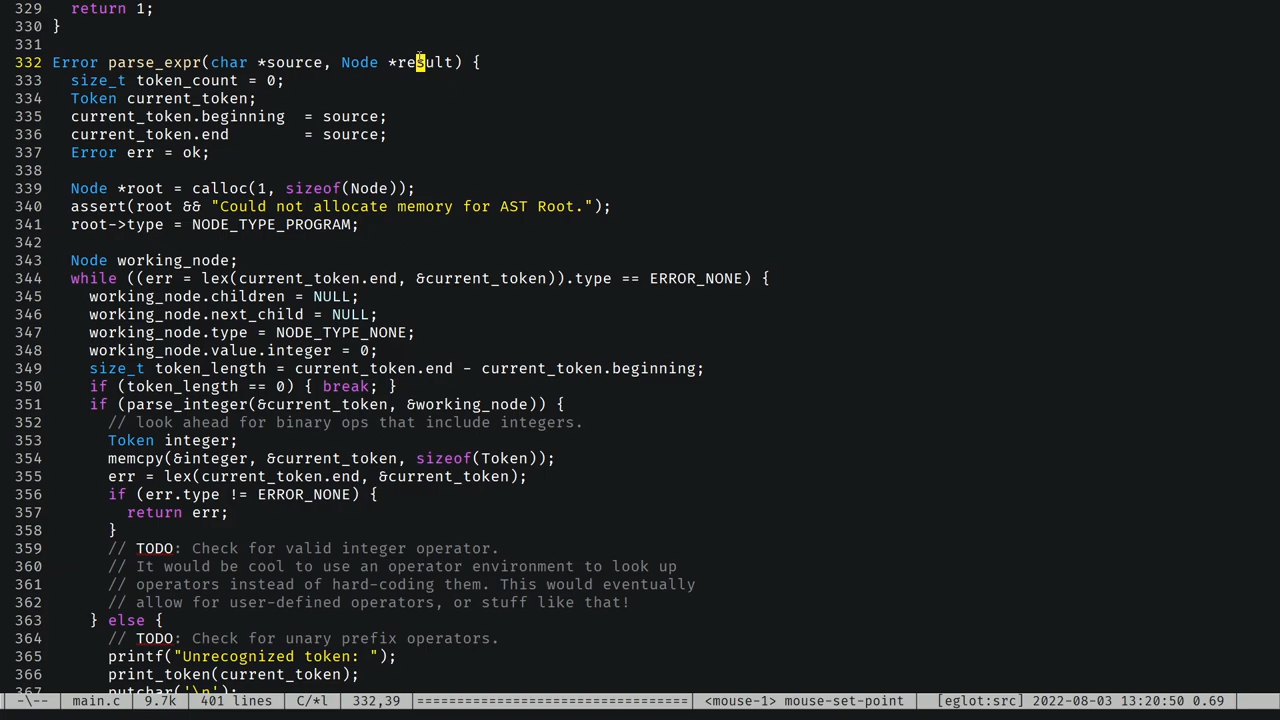 329   return 1;
330 }
331
332 Error parse_expr(char *source, Node *result) {
333   size_t token_count = 0;
334   Token current_token;
335   current_token.beginning  = source;
336   current_token.end        = source;
337   Error err = ok;
338
339   Node *root = calloc(1, sizeof(Node));
340   assert(root && "Could not allocate memory for AST Root.");
341   root->type = NODE_TYPE_PROGRAM;
342
343   Node working_node;
344   while ((err = lex(current_token.end, &current_token)).type == ERROR_NONE) {
345     working_node.children = NULL;
346     working_node.next_child = NULL;
347     working_node.type = NODE_TYPE_NONE;
348     working_node.value.integer = 0;
349     size_t token_length = current_token.end - current_token.beginning;
350     if (token_length == 0) { break; }
351     if (parse_integer(&current_token, &working_node)) {
352       // look ahead for binary ops that include integers.
353       Token integer;
354       memcpy(&integer, &current_token, sizeof(Token));
355       err = lex(current_token.end, &current_token);
356       if (err.type != ERROR_NONE) {
357         return err;
358       }
359       // TODO: Check for valid integer operator.
360       // It would be cool to use an operator environment to look up
361       // operators instead of hard-coding them. This would eventually
362       // allow for user-defined operators, or stuff like that!
363     } else {
364       // TODO: Check for unary prefix operators.
365       printf("Unrecognized token: ");
366       print_token(current_token);
367       putchar('\n');
-\-- main.c 9.7k 401 lines C/*l 332,39 ============================== <mouse-1> mouse-set-point [eglot:src] 2022-08-03 13:20:50 0.69